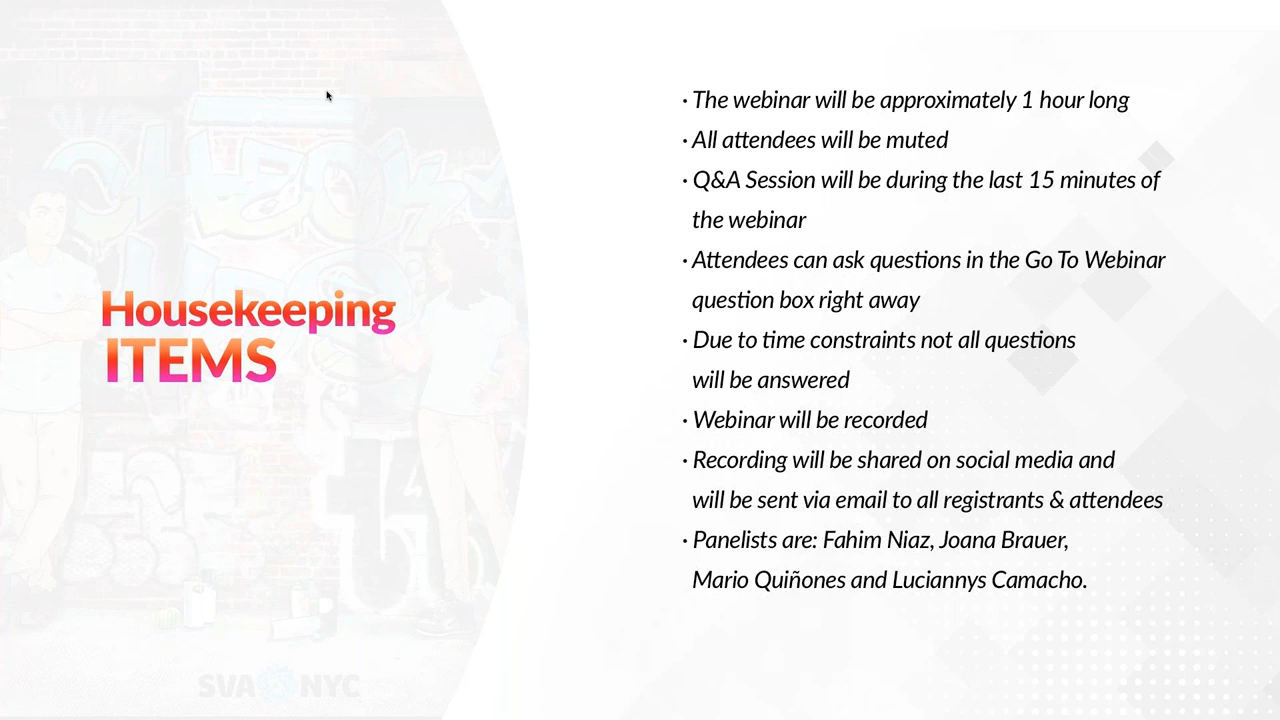 Housekeeping
ITEMS
· The webinar will be approximately 1 hour long
· All attendees will be muted
· Q&A Session will be during the last 15 minutes of
the webinar
· Attendees can ask questions in the Go To Webinar
question box right away
· Due to time constraints not all questions
will be answered
· Webinar will be recorded
· Recording will be shared on social media and
will be sent via email to all registrants & attendees
· Panelists are: Fahim Niaz, Joana Brauer,
Mario Quiñones and Luciannys Camacho.
SVA NYC